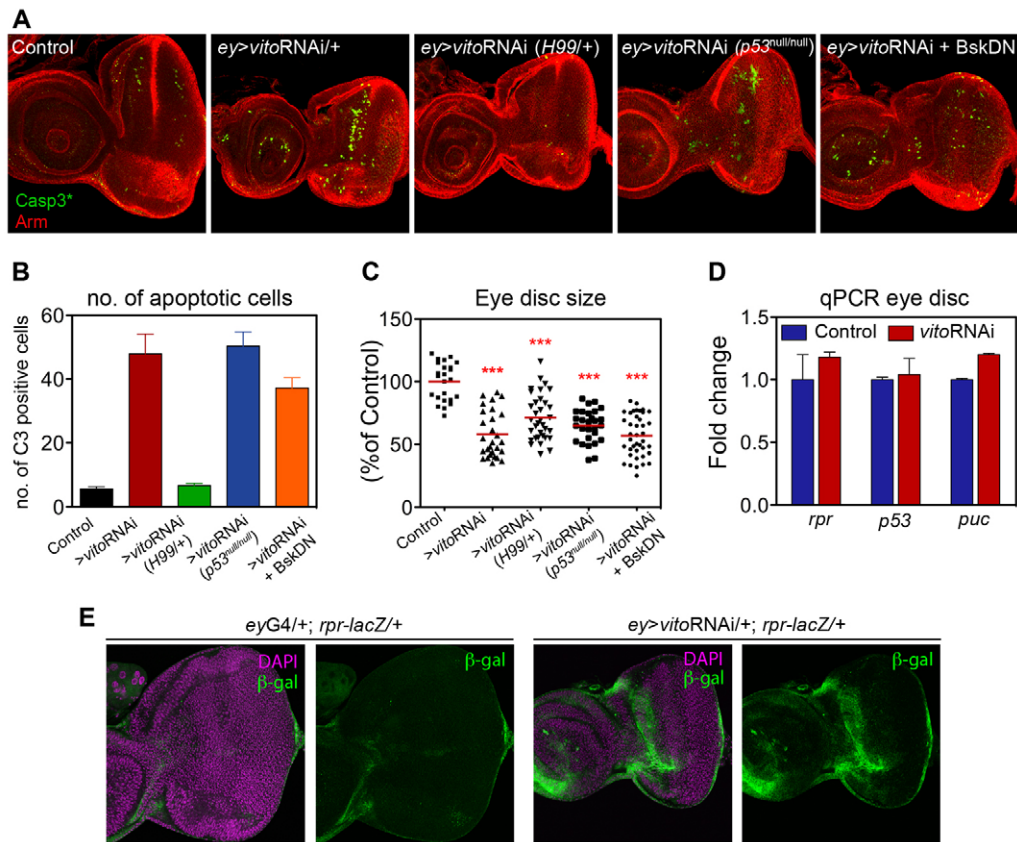 A
Control
ey>vitoRNAi/+
ey>vitoRNAi (H99/+)
ey>vitoRNAi (p53null/null)
ey>vitoRNAi + BskDN
Casp3*
Arm
B
no. of apoptotic cells
no. of C3 positive cells
60
40
20
0
Control
>vitoRNAi
>vitoRNAi
(H99/+)
>vitoRNAi
(p53null/null)
>vitoRNAi
+ BskDN
C
Eye disc size
(%of Control)
150
100
50
0
***
***
***
***
Control
>vitoRNAi
>vitoRNAi
(H99/+)
>vitoRNAi
(p53null/null)
>vitoRNAi
+ BskDN
D
qPCR eye disc
Fold change
1.5
1.0
0.5
0.0
Control
vitoRNAi
rpr
p53
puc
E
eyG4/+; rpr-lacZ/+
ey>vitoRNAi/+; rpr-lacZ/+
DAPI
β-gal
β-gal
DAPI
β-gal
β-gal